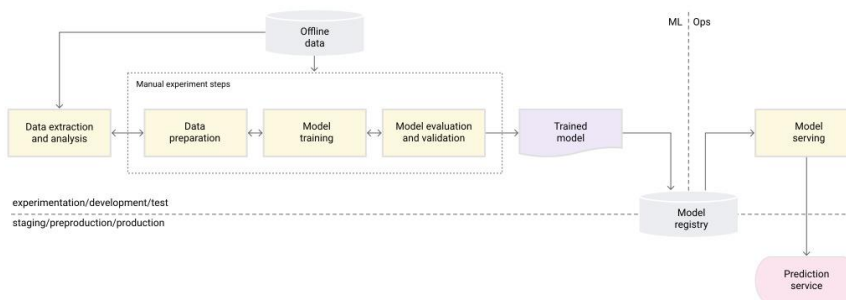 Offline
data
ML
Ops
Manual experiment steps
Data extraction
and analysis
Data
preparation
Model
training
Model evaluation
and validation
Trained
model
Model
serving
experimentation/development/test
staging/preproduction/production
Model
registry
Prediction
service